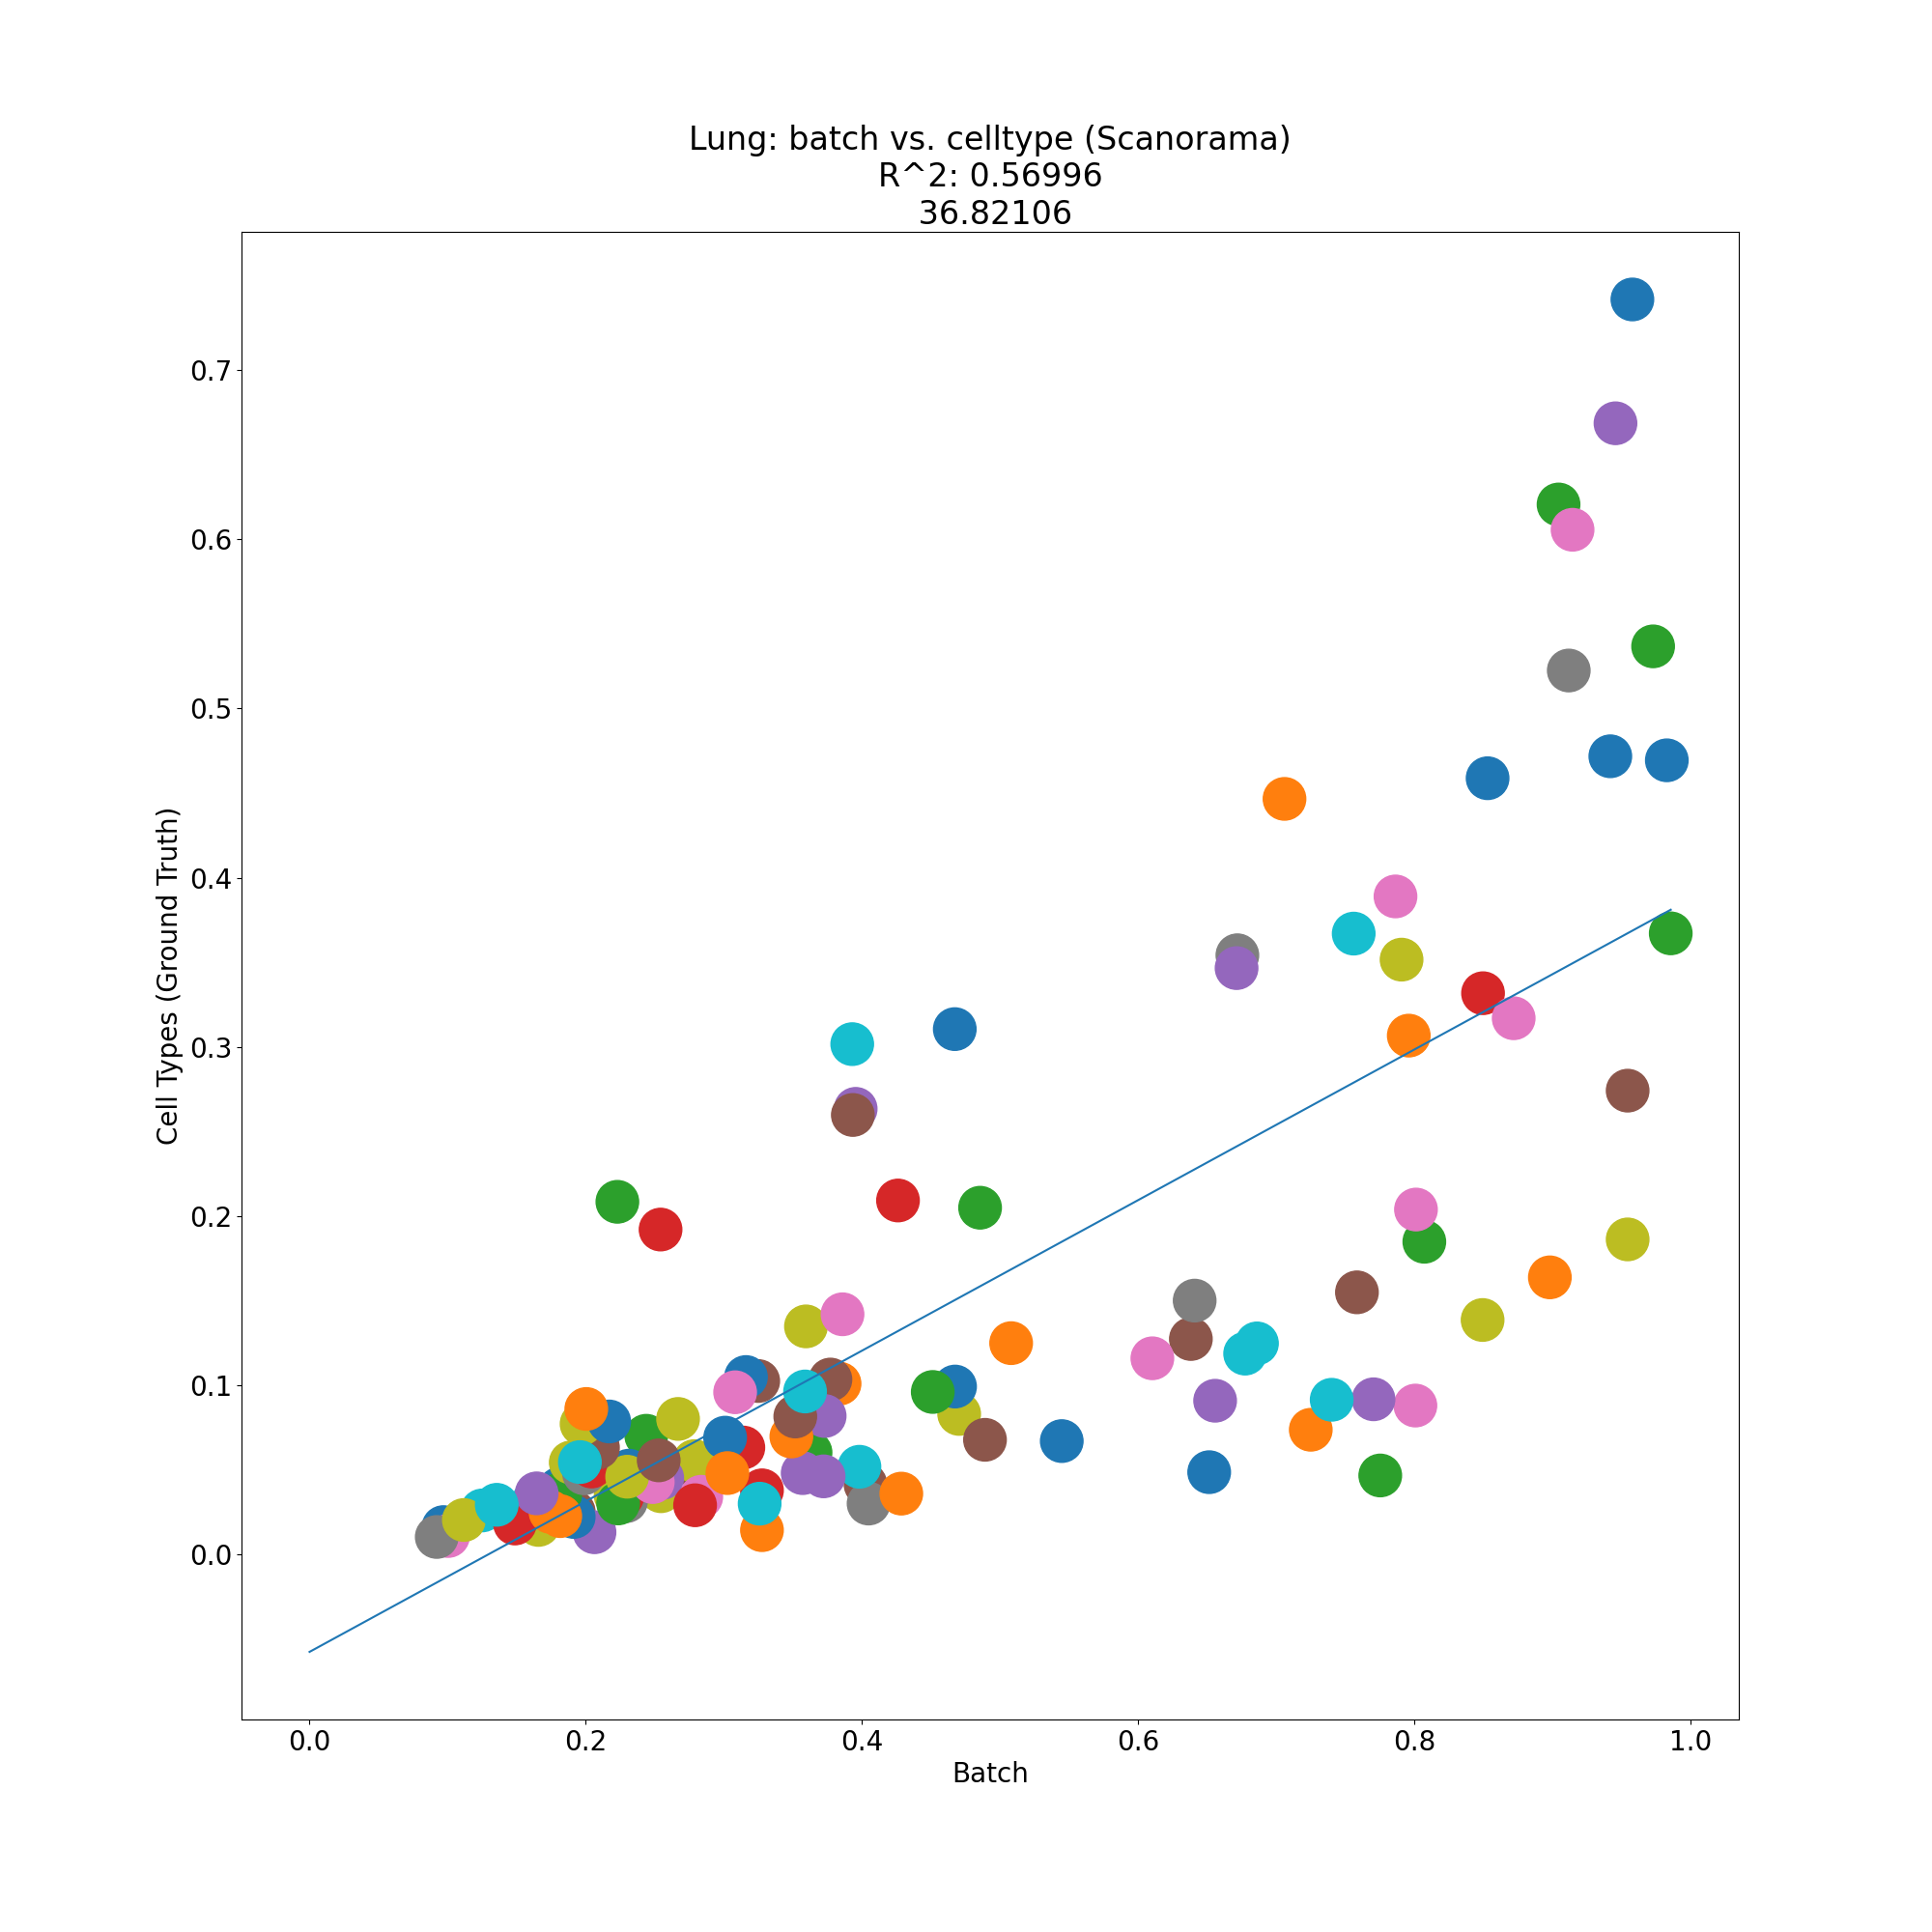 Lung: batch vs. celltype (Scanorama)
R^2: 0.56996
36.82106
Cell Types (Ground Truth)
0.7
0.6
0.5
0.4
0.3
0.2
0.1
0.0
0.0 0.2 0.4 0.6 0.8 1.0
Batch